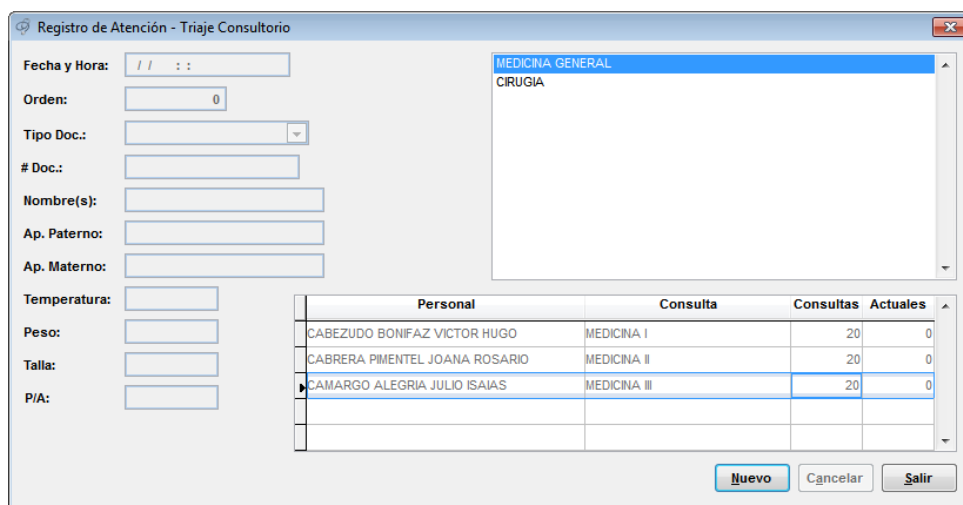 Registro de Atención - Triaje Consultorio
Fecha y Hora: / / : :
MEDICINA GENERAL
CIRUGIA
Orden: 0
Tipo Doc.:
# Doc.:
Nombre(s):
Ap. Paterno:
Ap. Materno:
Temperatura:
Peso:
Talla:
P/A:
Personal Consulta Consultas Actuales
CABEZUDO BONIFAZ VICTOR HUGO MEDICINA I 20 0
CABRERA PIMENTEL JOANA ROSARIO MEDICINA II 20 0
CAMARGO ALEGRIA JULIO ISAIAS MEDICINA III 20 0
Nuevo Cancelar Salir